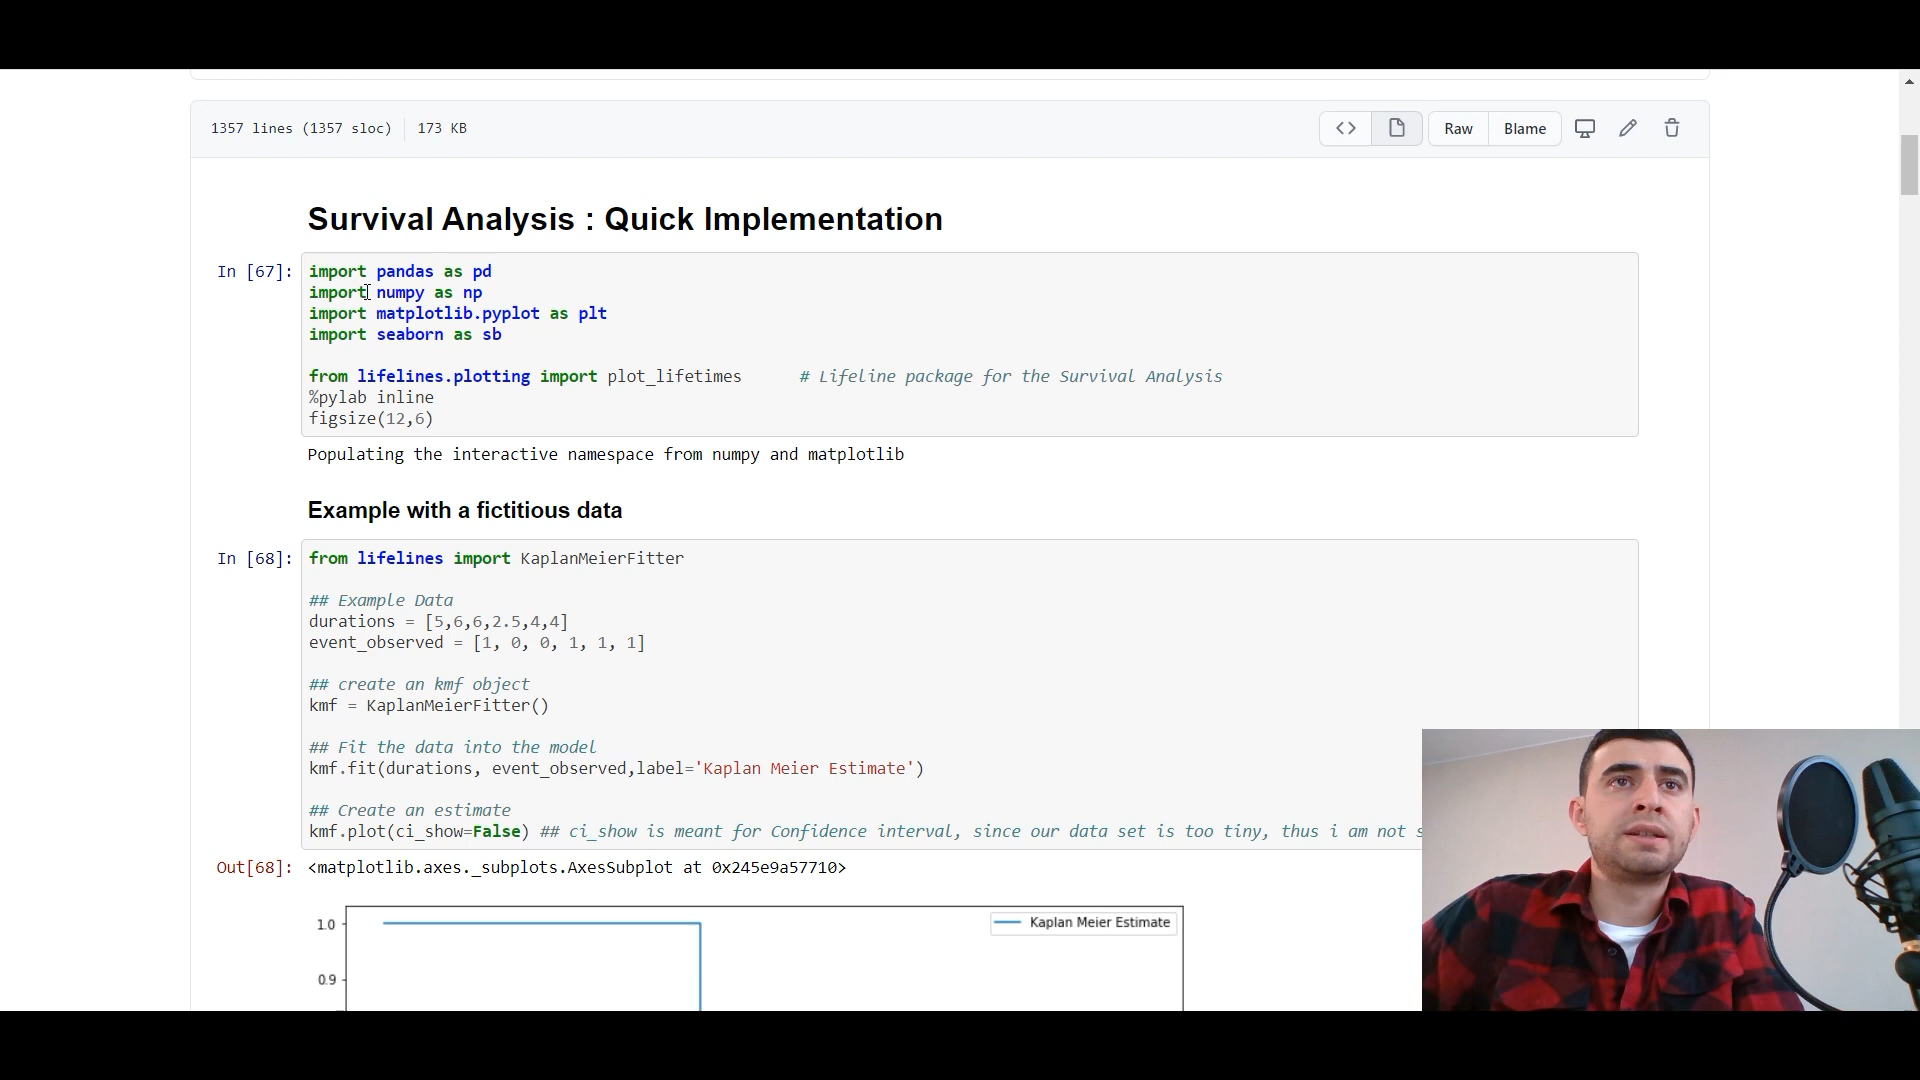 1357 lines (1357 sloc) 173 KB
Raw Blame
Survival Analysis : Quick Implementation
In [67]: import pandas as pd
import numpy as np
import matplotlib.pyplot as plt
import seaborn as sb
from lifelines.plotting import plot_lifetimes # Lifeline package for the Survival Analysis
%pylab inline
figsize(12,6)
Populating the interactive namespace from numpy and matplotlib
Example with a fictitious data
In [68]: from lifelines import KaplanMeierFitter
## Example Data
durations = [5,6,6,2.5,4,4]
event_observed = [1, 0, 0, 1, 1, 1]
## create an kmf object
kmf = KaplanMeierFitter()
## Fit the data into the model
kmf.fit(durations, event_observed,label='Kaplan Meier Estimate')
## Create an estimate
kmf.plot(ci_show=False) ## ci_show is meant for Confidence interval, since our data set is too tiny, thus i am not s
Out[68]: <matplotlib.axes._subplots.AxesSubplot at 0x245e9a57710>
1.0
Kaplan Meier Estimate
0.9